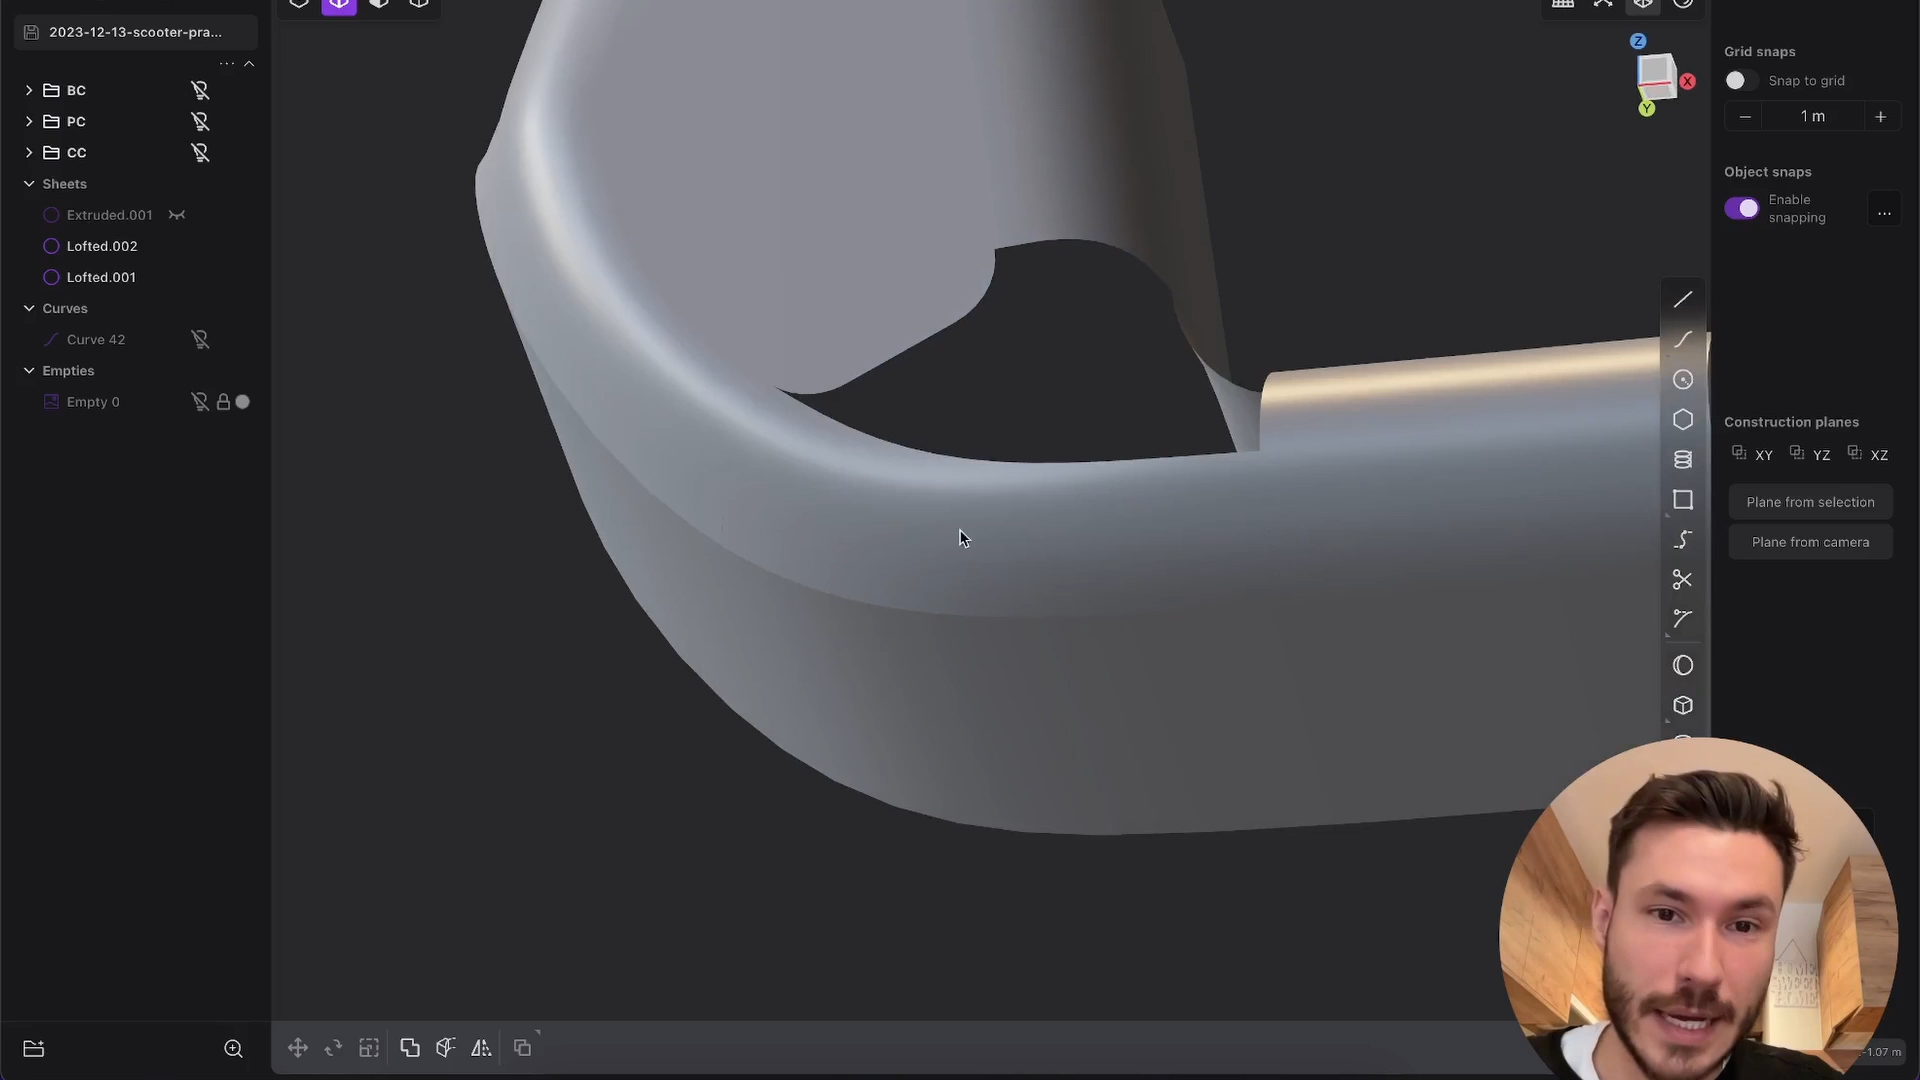 2023-12-13-scooter-pra...
BC
PC
CC
Sheets
Extruded.001
Lofted.002
Lofted.001
Curves
Curve 42
Empties
Empty 0
Z
X
Y
Grid snaps
Snap to grid
1 m
Object snaps
Enable
snapping
...
Construction planes
XY YZ XZ
Plane from selection
Plane from camera
-1.07 m